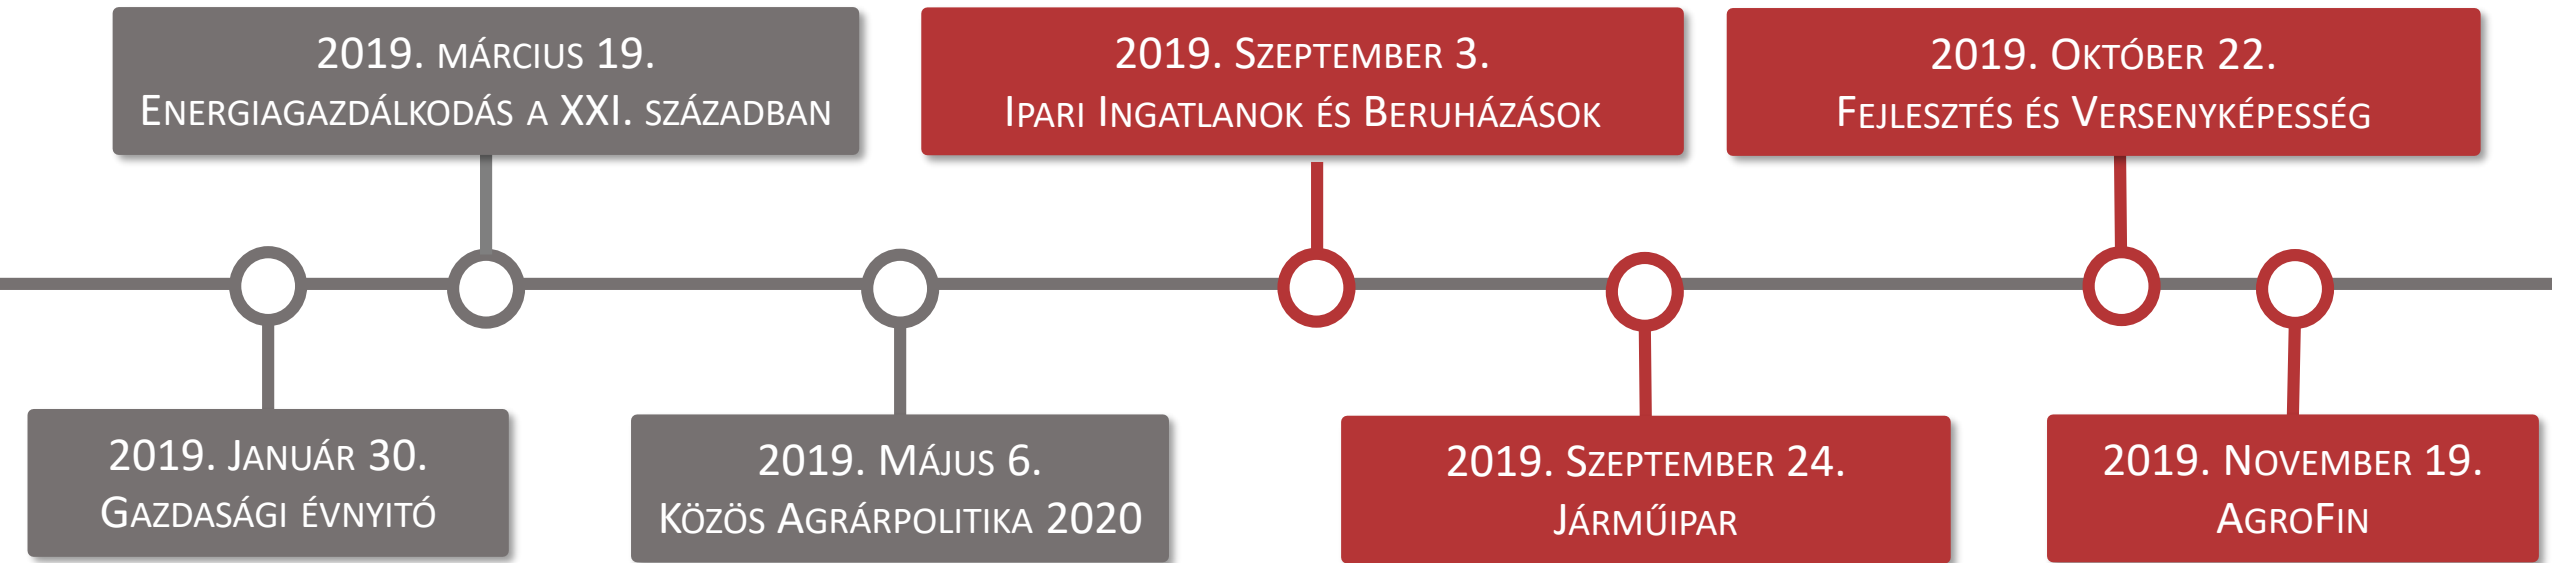 2019. március 19.
Energiagazdálkodás a XXI. században
2019. Szeptember 3.
Ipari Ingatlanok és Beruházások
2019. Október 22.
Fejlesztés és Versenyképesség
2019. Január 30.
Gazdasági évnyitó
2019. Május 6.
Közös Agrárpolitika 2020
2019. Szeptember 24.
Járműipar
2019. November 19.
AgroFin